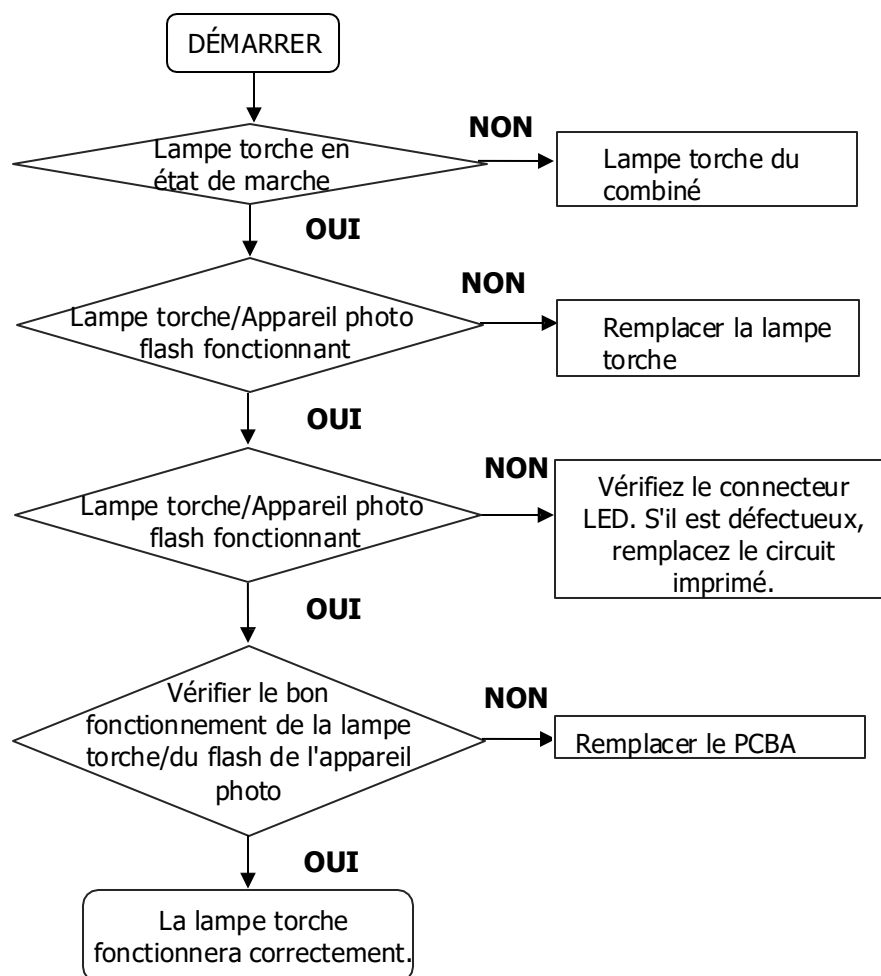 DÉMARRER
NON
Lampe torche en
état de marche
Lampe torche du
combiné
OUI
NON
Lampe torche/Appareil photo
flash fonctionnant
Remplacer la lampe
torche
OUI
NON
Lampe torche/Appareil photo
flash fonctionnant
Vérifiez le connecteur
LED. S'il est défectueux,
remplacez le circuit
imprimé.
OUI
Vérifier le bon
fonctionnement de la lampe
torche/du flash de l'appareil
photo
NON
Remplacer le PCBA
OUI
La lampe torche
fonctionnera correctement.